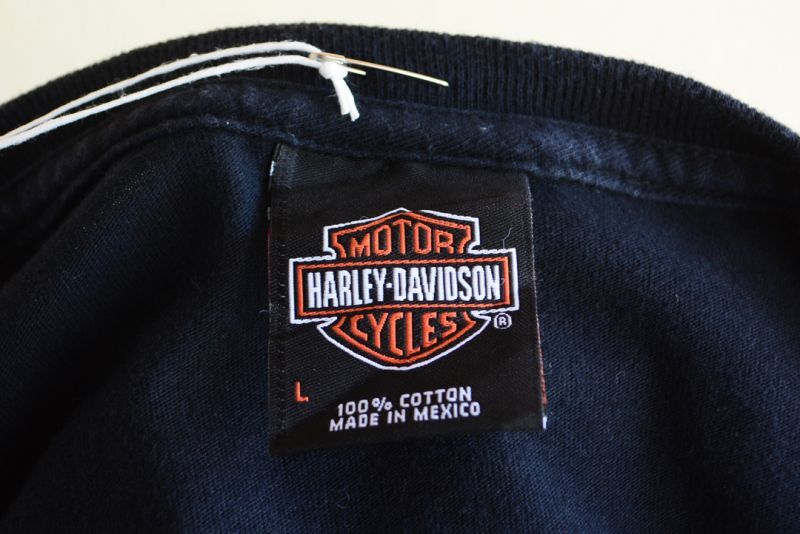 MOTOR
HARLEY-DAVIDSON
CYCLES
®
L
100% COTTON
MADE IN MEXICO